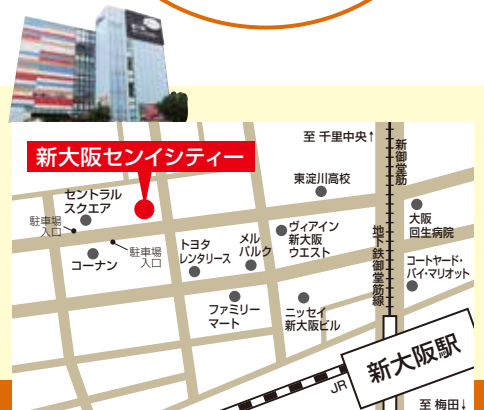 至 千里中央↑
新御堂筋
新大阪センイシティー
東淀川高校
セントラル
スクエア
駐車場
入口
大阪
回生病院
ヴィアイン
新大阪
ウエスト
地下鉄御堂筋線
トヨタ
レンタリース
メル
パルク
駐車場
入口
コーナン
コートヤード・
バイ・マリオット
ファミリー
マート
ニッセイ
新大阪ビル
新大阪駅
JR
至 梅田↓